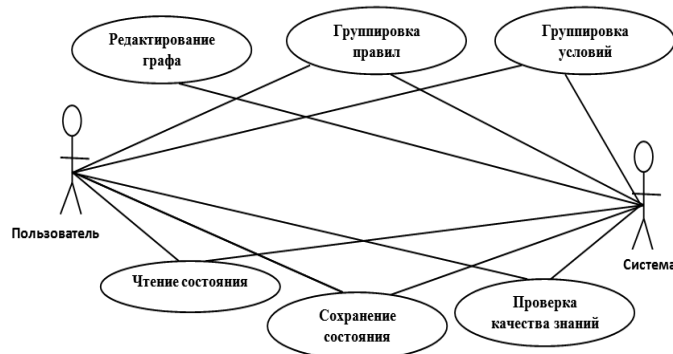 Редактирование
графа
Группировка
правил
Группировка
условий
Пользователь
Система
Чтение состояния
Сохранение
состояния
Проверка
качества знаний